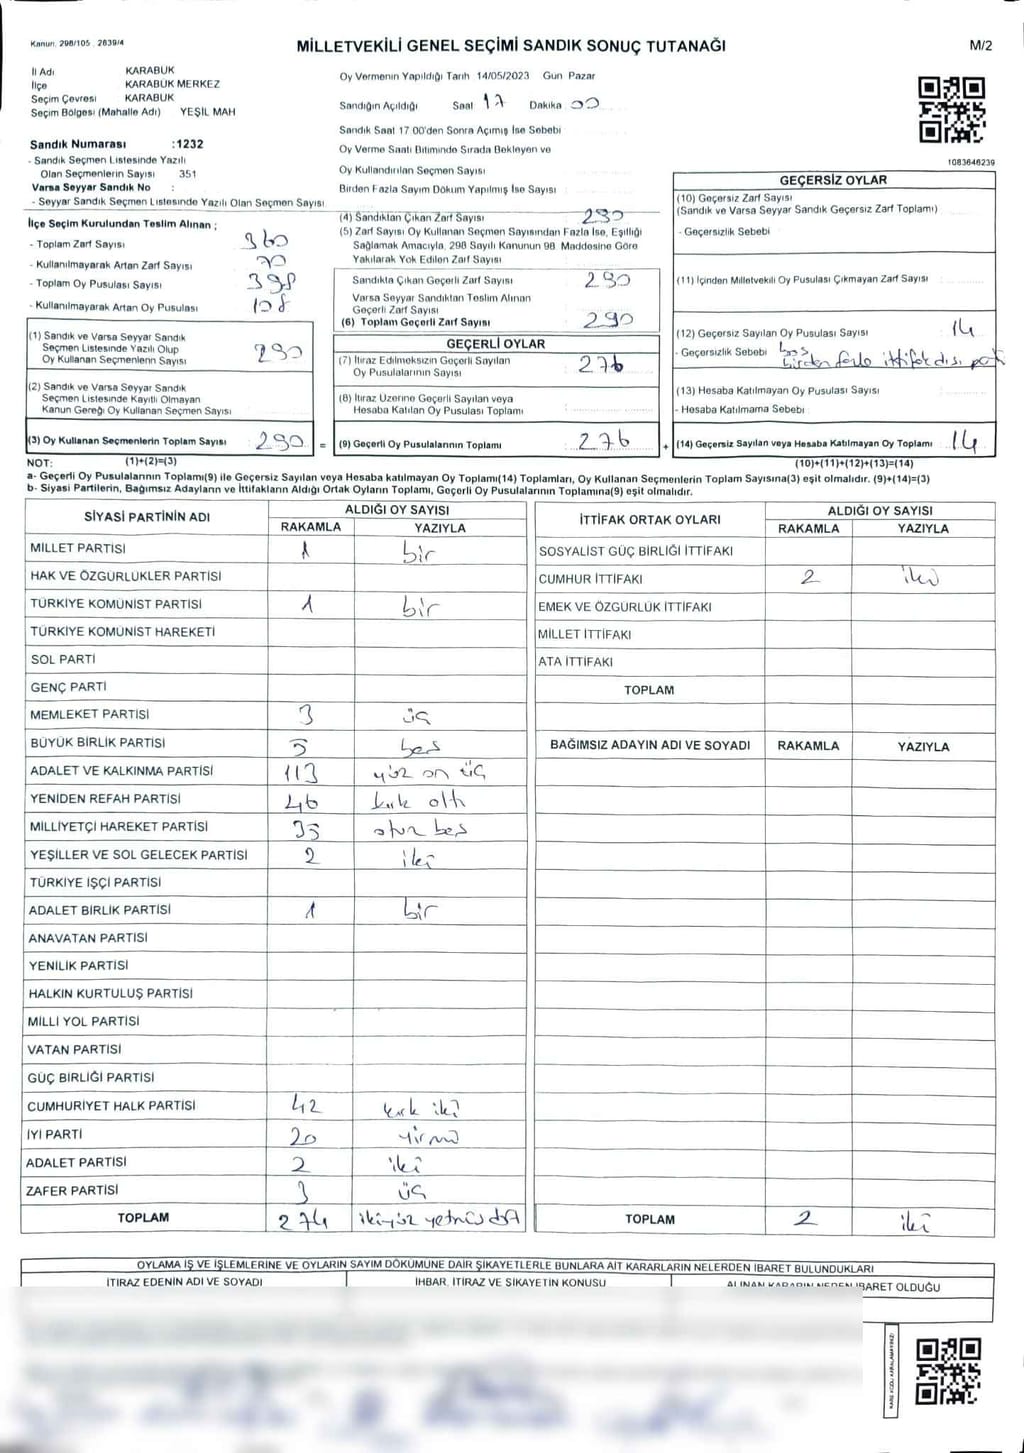 Kanun. 298/105 . 2839/4
MİLLETVEKİLİ GENEL SEÇİMİ SANDIK SONUÇ TUTANAĞI
M/2
İl Adı KARABÜK
İlçe KARABÜK MERKEZ
Seçim Çevresi KARABÜK
Seçim Bölgesi (Mahalle Adı) YEŞİL MAH
Sandık Numarası :1232
- Sandık Seçmen Listesinde Yazılı
Olan Seçmenlerin Sayısı 351
Varsa Seyyar Sandık No :
- Seyyar Sandık Seçmen Listesinde Yazılı Olan Seçmen Sayısı
Oy Vermenin Yapıldığı Tarih 14/05/2023 Gün Pazar
Sandığın Açıldığı Saat 17 Dakika 00
Sandık Saat 17 00'den Sonra Açılmış İse Sebebi
Oy Verme Saati Bitiminde Sırada Bekleyen ve
Oy Kullandırılan Seçmen Sayısı
Birden Fazla Sayım Döküm Yapılmış İse Sayısı
1083646239
İlçe Seçim Kurulundan Teslim Alınan ;
- Toplam Zarf Sayısı 360
- Kullanılmayarak Artan Zarf Sayısı 70
- Toplam Oy Pusulası Sayısı 398
- Kullanılmayarak Artan Oy Pusulası 108
(1) Sandık ve Varsa Seyyar Sandık
Seçmen Listesinde Yazılı Olup
Oy Kullanan Seçmenlerin Sayısı 290
(2) Sandık ve Varsa Seyyar Sandık
Seçmen Listesinde Kayıtlı Olmayan
Kanun Gereği Oy Kullanan Seçmen Sayısı
(3) Oy Kullanan Seçmenlerin Toplam Sayısı 290 =
(4) Sandıktan Çıkan Zarf Sayısı 290
(5) Zarf Sayısı Oy Kullanan Seçmen Sayısından Fazla İse, Eşitliği
Sağlamak Amacıyla, 298 Sayılı Kanunun 98 Maddesine Göre
Yakılarak Yok Edilen Zarf Sayısı
Sandıkta Çıkan Geçerli Zarf Sayısı 290
Varsa Seyyar Sandıktan Teslim Alınan
Geçerli Zarf Sayısı
(6) Toplam Geçerli Zarf Sayısı 290
GEÇERLİ OYLAR
(7) İtiraz Edilmeksizin Geçerli Sayılan
Oy Pusulalarının Sayısı 276
(8) İtiraz Üzerine Geçerli Sayılan veya
Hesaba Katılan Oy Pusulası Toplamı
(9) Geçerli Oy Pusulalarının Toplamı 276 +
GEÇERSİZ OYLAR
(10) Geçersiz Zarf Sayısı
(Sandık ve Varsa Seyyar Sandık Geçersiz Zarf Toplamı)
- Geçersizlik Sebebi
(11) İçinden Milletvekili Oy Pusulası Çıkmayan Zarf Sayısı
(12) Geçersiz Sayılan Oy Pusulası Sayısı 14
- Geçersizlik Sebebi boş
birden fazla ittifak dışı parti
(13) Hesaba Katılmayan Oy Pusulası Sayısı
- Hesaba Katılmama Sebebi
(14) Geçersiz Sayılan veya Hesaba Katılmayan Oy Toplamı 14
NOT: (1)+(2)=(3) (10)+(11)+(12)+(13)=(14)
a- Geçerli Oy Pusulalarının Toplamı(9) ile Geçersiz Sayılan veya Hesaba katılmayan Oy Toplamı(14) Toplamları, Oy Kullanan Seçmenlerin Toplam Sayısına(3) eşit olmalıdır. (9)+(14)=(3)
b- Siyasi Partilerin, Bağımsız Adayların ve İttifakların Aldığı Ortak Oyların Toplamı, Geçerli Oy Pusulalarının Toplamına(9) eşit olmalıdır.
SİYASİ PARTİNİN ADI ALDIĞI OY SAYISI
RAKAMLA YAZIYLA
MİLLET PARTİSİ 1 bir
HAK VE ÖZGÜRLÜKLER PARTİSİ
TÜRKİYE KOMÜNİST PARTİSİ 1 bir
TÜRKİYE KOMÜNİST HAREKETİ
SOL PARTİ
GENÇ PARTİ
MEMLEKET PARTİSİ 3 üç
BÜYÜK BİRLİK PARTİSİ 5 beş
ADALET VE KALKINMA PARTİSİ 113 yüz on üç
YENİDEN REFAH PARTİSİ 46 kırk altı
MİLLİYETÇİ HAREKET PARTİSİ 35 otuz beş
YEŞİLLER VE SOL GELECEK PARTİSİ 2 iki
TÜRKİYE İŞÇİ PARTİSİ
ADALET BİRLİK PARTİSİ 1 bir
ANAVATAN PARTİSİ
YENİLİK PARTİSİ
HALKIN KURTULUŞ PARTİSİ
MİLLİ YOL PARTİSİ
VATAN PARTİSİ
GÜÇ BİRLİĞİ PARTİSİ
CUMHURİYET HALK PARTİSİ 42 kırk iki
İYİ PARTİ 20 yirmi
ADALET PARTİSİ 2 iki
ZAFER PARTİSİ 3 üç
TOPLAM 274 ikiyüz yetmiş dört
İTTİFAK ORTAK OYLARI ALDIĞI OY SAYISI
RAKAMLA YAZIYLA
SOSYALİST GÜÇ BİRLİĞİ İTTİFAKI
CUMHUR İTTİFAKI 2 iki
EMEK VE ÖZGÜRLÜK İTTİFAKI
MİLLET İTTİFAKI
ATA İTTİFAKI
TOPLAM
BAĞIMSIZ ADAYIN ADI VE SOYADI RAKAMLA YAZIYLA
TOPLAM 2 iki
OYLAMA İŞ VE İŞLEMLERİNE VE OYLARIN SAYIM DÖKÜMÜNE DAİR ŞİKAYETLERLE BUNLARA AİT KARARLARIN NELERDEN İBARET BULUNDUKLARI
İTİRAZ EDENİN ADI VE SOYADI İHBAR, İTİRAZ VE ŞİKAYETİN KONUSU ALINAN KARARIN NEDEN İBARET OLDUĞU